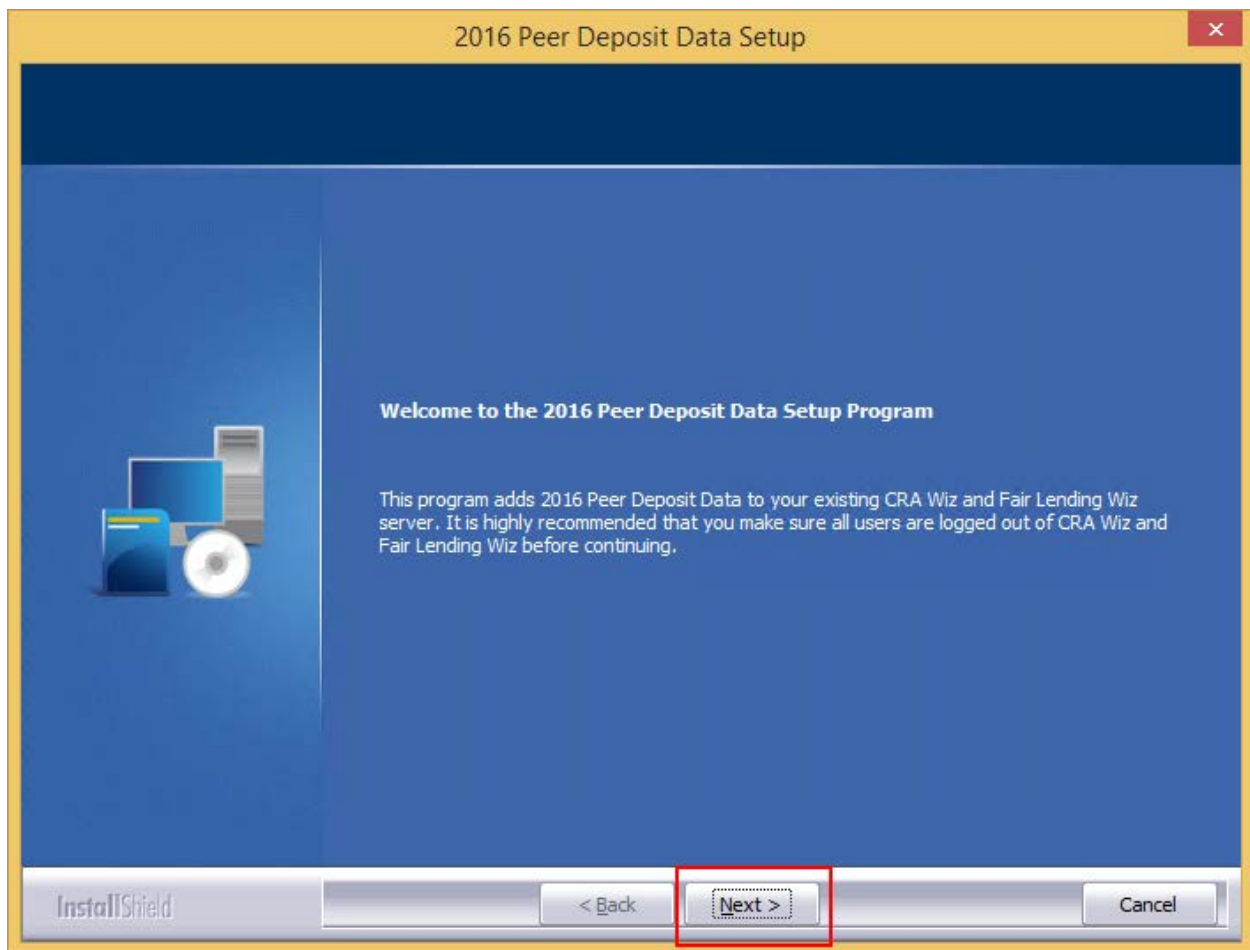 2016 Peer Deposit Data Setup
Welcome to the 2016 Peer Deposit Data Setup Program
This program adds 2016 Peer Deposit Data to your existing CRA Wiz and Fair Lending Wiz
server. It is highly recommended that you make sure all users are logged out of CRA Wiz and
Fair Lending Wiz before continuing.
InstallShield
< Back
Next >
Cancel